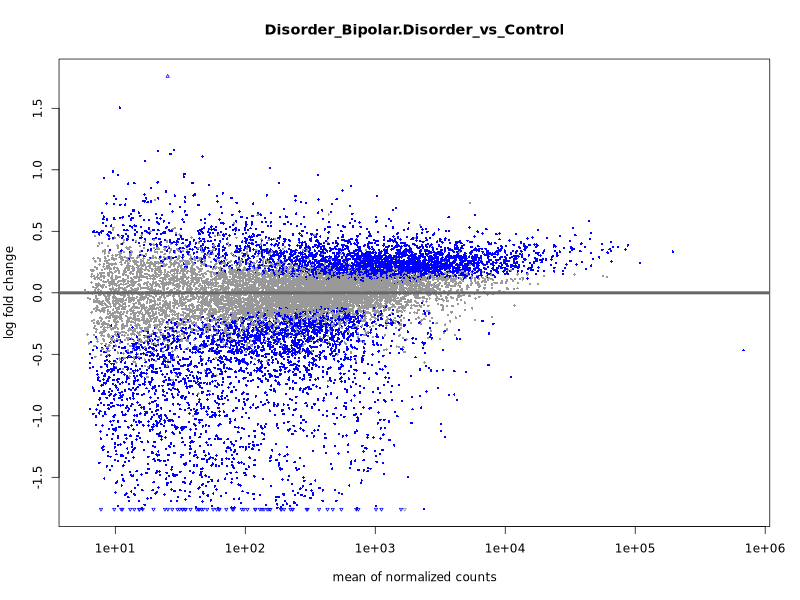 Disorder_Bipolar.Disorder_vs_Control
log fold change
1.5
1.0
0.5
0.0
-0.5
-1.0
-1.5
1e+01 1e+02 1e+03 1e+04 1e+05 1e+06
mean of normalized counts